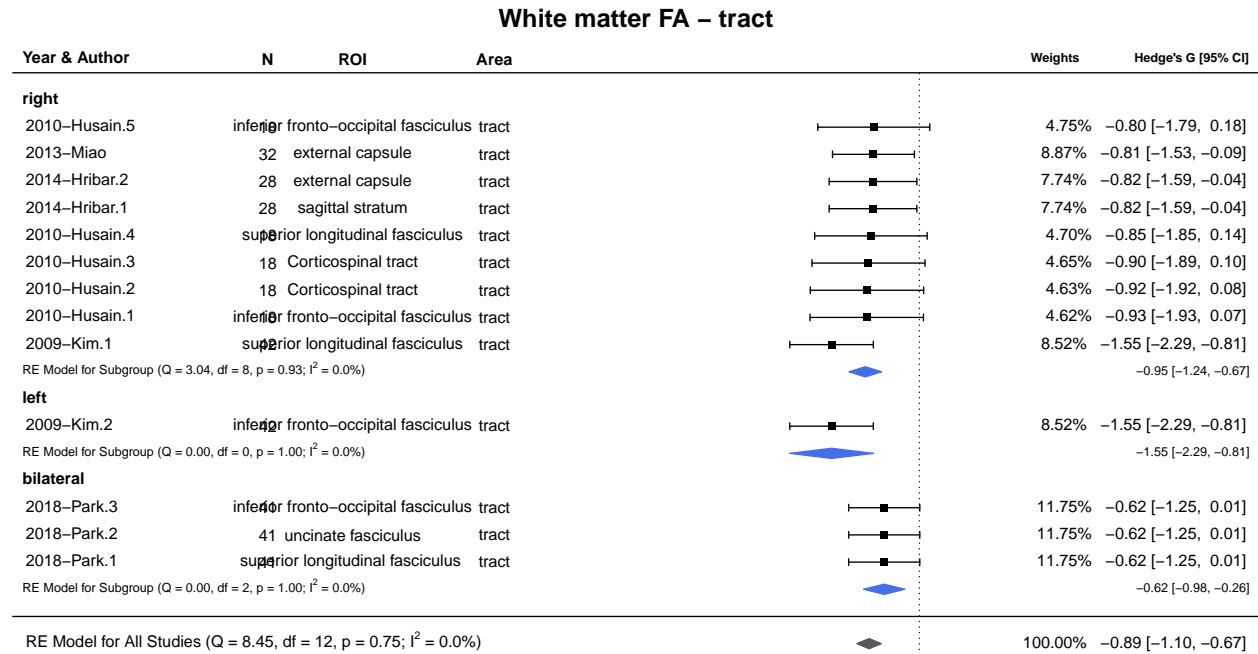 White matter FA − tract
Year & Author N ROI Area Weights Hedge's G [95% CI]
right
2010−Husain.5 18 inferior fronto−occipital fasciculus tract 4.75% −0.80 [−1.79, 0.18]
2013−Miao 32 external capsule tract 8.87% −0.81 [−1.53, −0.09]
2014−Hribar.2 28 external capsule tract 7.74% −0.82 [−1.59, −0.04]
2014−Hribar.1 28 sagittal stratum tract 7.74% −0.82 [−1.59, −0.04]
2010−Husain.4 18 superior longitudinal fasciculus tract 4.70% −0.85 [−1.85, 0.14]
2010−Husain.3 18 Corticospinal tract tract 4.65% −0.90 [−1.89, 0.10]
2010−Husain.2 18 Corticospinal tract tract 4.63% −0.92 [−1.92, 0.08]
2010−Husain.1 18 inferior fronto−occipital fasciculus tract 4.62% −0.93 [−1.93, 0.07]
2009−Kim.1 42 superior longitudinal fasciculus tract 8.52% −1.55 [−2.29, −0.81]
RE Model for Subgroup (Q = 3.04, df = 8, p = 0.93; I² = 0.0%) −0.95 [−1.24, −0.67]
left
2009−Kim.2 42 inferior fronto−occipital fasciculus tract 8.52% −1.55 [−2.29, −0.81]
RE Model for Subgroup (Q = 0.00, df = 0, p = 1.00; I² = 0.0%) −1.55 [−2.29, −0.81]
bilateral
2018−Park.3 41 inferior fronto−occipital fasciculus tract 11.75% −0.62 [−1.25, 0.01]
2018−Park.2 41 uncinate fasciculus tract 11.75% −0.62 [−1.25, 0.01]
2018−Park.1 41 superior longitudinal fasciculus tract 11.75% −0.62 [−1.25, 0.01]
RE Model for Subgroup (Q = 0.00, df = 2, p = 1.00; I² = 0.0%) −0.62 [−0.98, −0.26]
RE Model for All Studies (Q = 8.45, df = 12, p = 0.75; I² = 0.0%) 100.00% −0.89 [−1.10, −0.67]